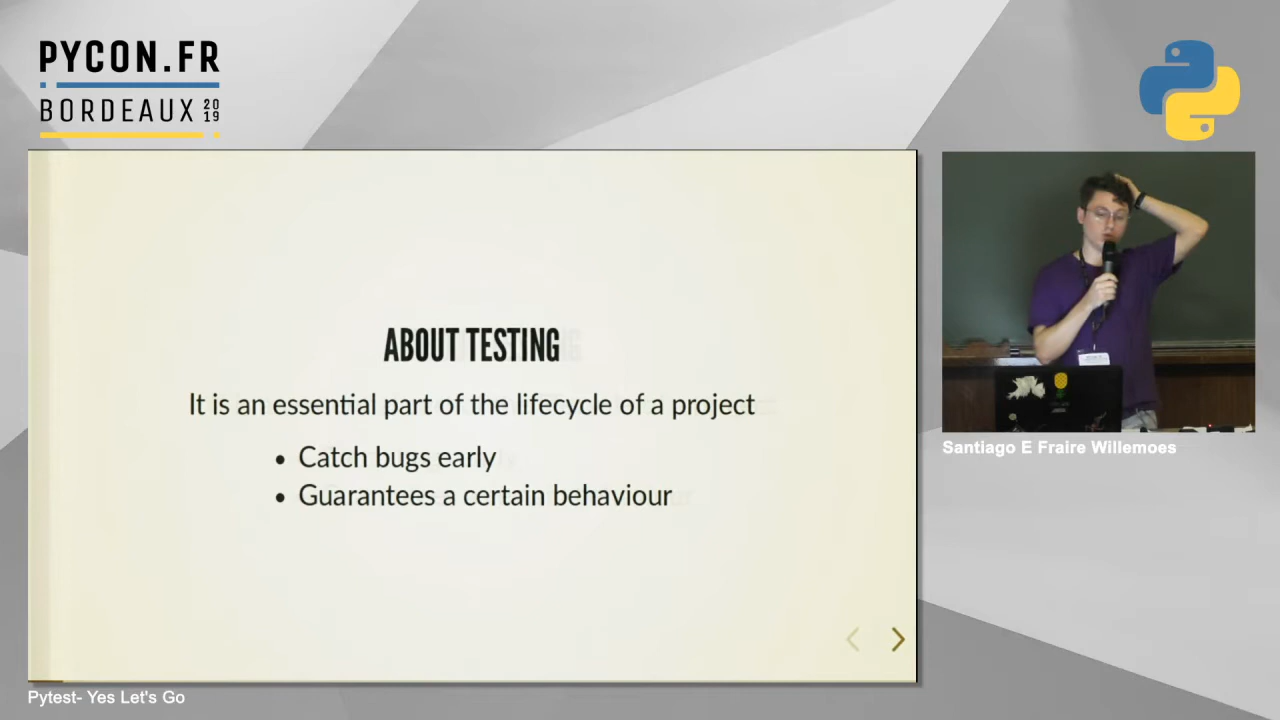 PYCON.FR
BORDEAUX 2019
ABOUT TESTING
It is an essential part of the lifecycle of a project
• Catch bugs early
• Guarantees a certain behaviour
Santiago E Fraire Willemoes
Pytest- Yes Let's Go